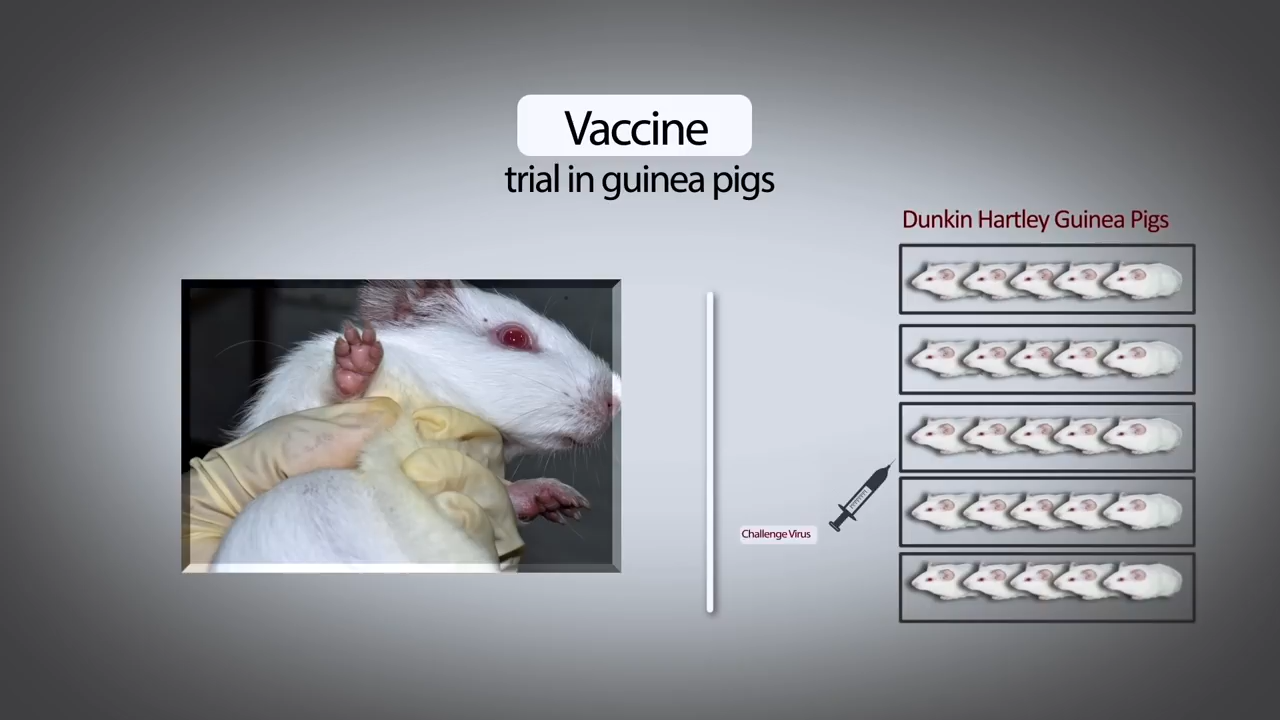 Vaccine
trial in guinea pigs
Dunkin Hartley Guinea Pigs
Challenge Virus